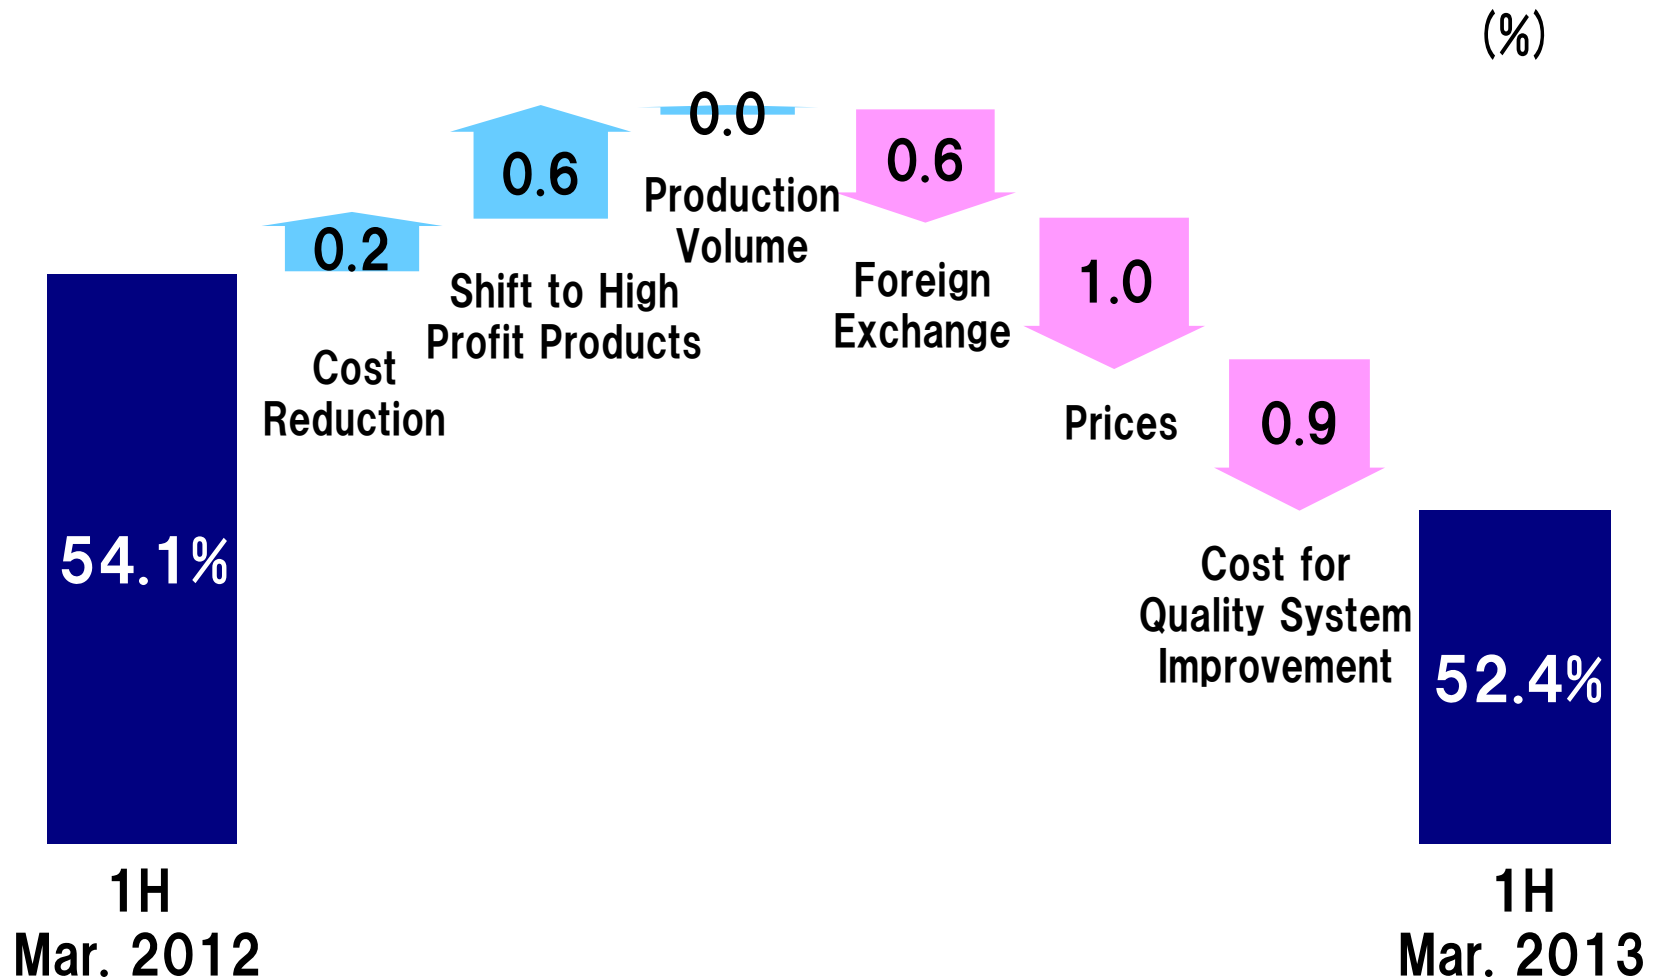 (%)
0.2
Cost
Reduction
0.6
Shift to High
Profit Products
0.0
Production
Volume
0.6
Foreign
Exchange
1.0
Prices
0.9
Cost for
Quality System
Improvement
54.1%
1H
Mar. 2012
52.4%
1H
Mar. 2013